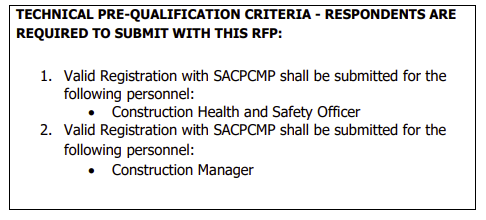 TECHNICAL PRE-QUALIFICATION CRITERIA - RESPONDENTS ARE
REQUIRED TO SUBMIT WITH THIS RFP:
1. Valid Registration with SACPCMP shall be submitted for the
following personnel:
• Construction Health and Safety Officer
2. Valid Registration with SACPCMP shall be submitted for the
following personnel:
• Construction Manager